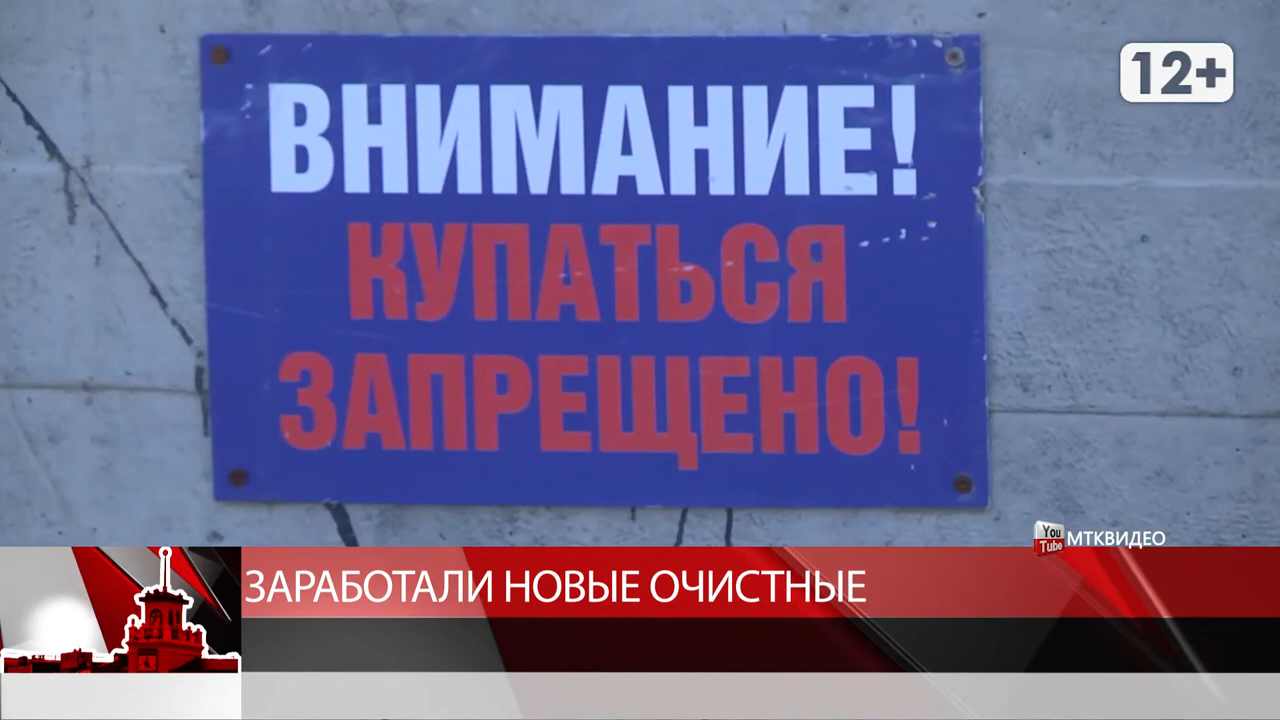 12+
ВНИМАНИЕ!
КУПАТЬСЯ
ЗАПРЕЩЕНО!
You
Tube
МТКВИДЕО
ЗАРАБОТАЛИ НОВЫЕ ОЧИСТНЫЕ